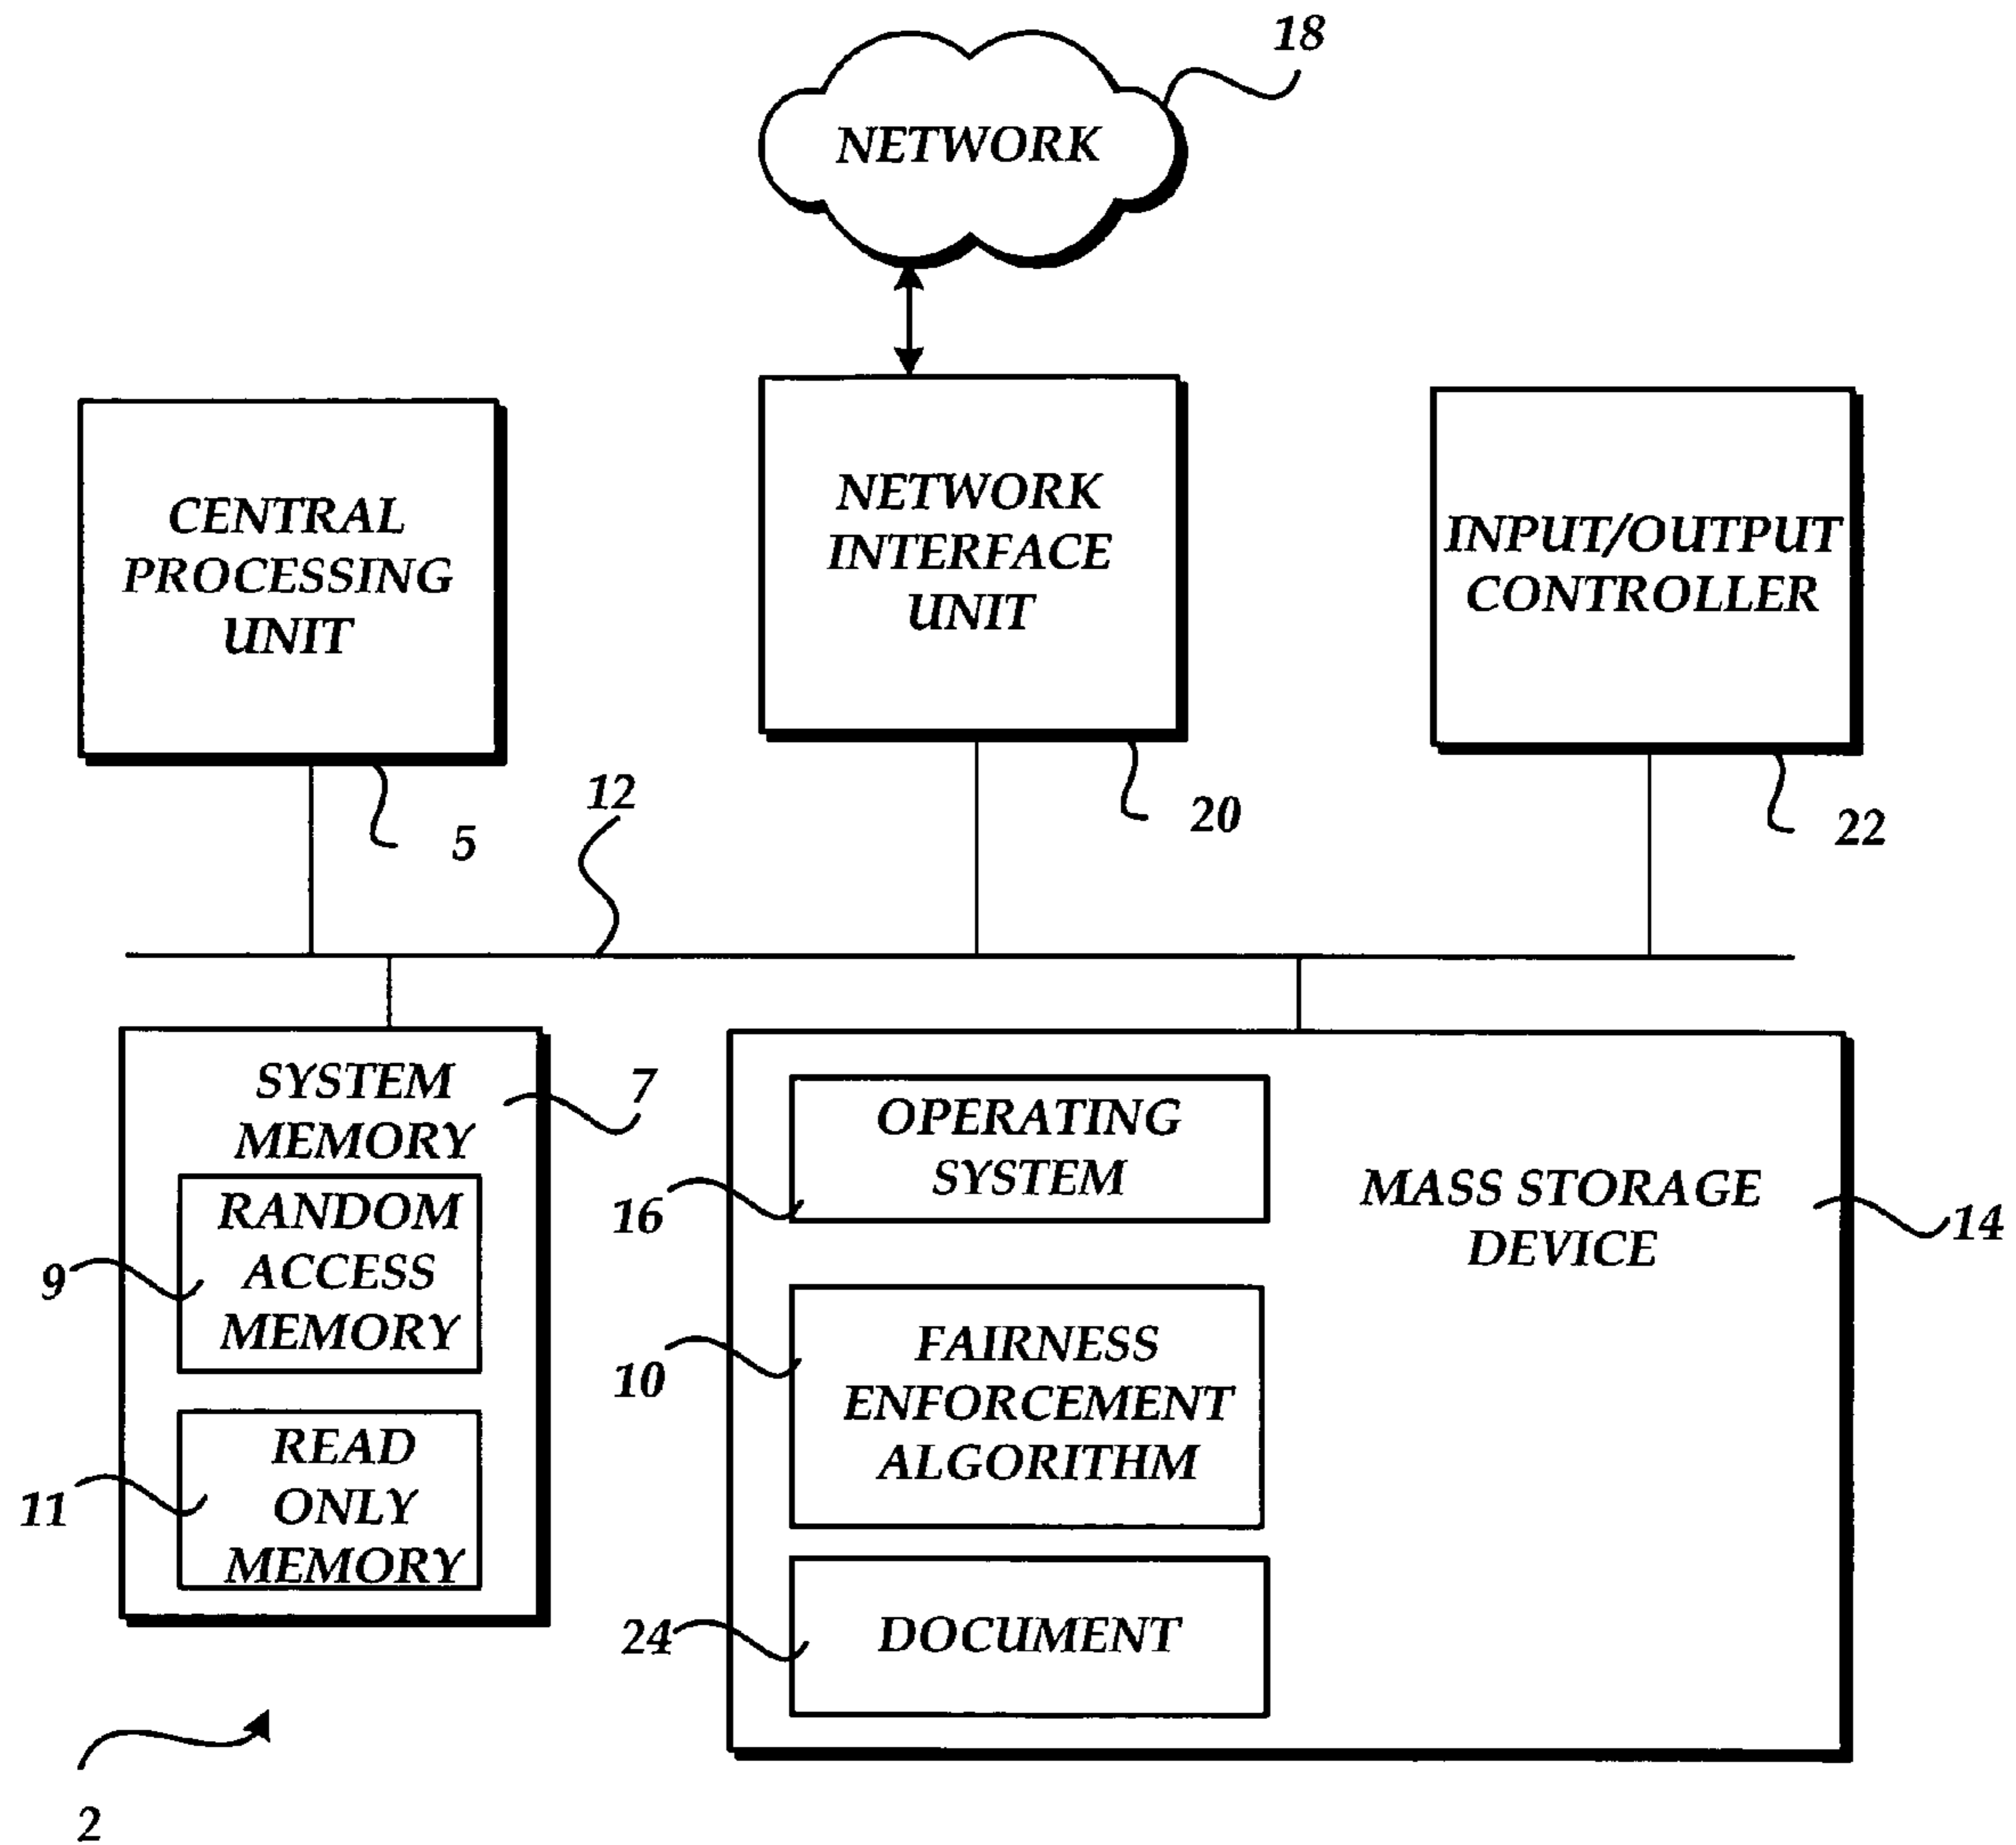 18
NETWORK
CENTRAL
PROCESSING
UNIT
NETWORK
INTERFACE
UNIT
INPUT/OUTPUT
CONTROLLER
5
12
20
22
SYSTEM
MEMORY
7
RANDOM
ACCESS
MEMORY
9
READ
ONLY
MEMORY
11
OPERATING
SYSTEM
16
MASS STORAGE
DEVICE
14
FAIRNESS
ENFORCEMENT
ALGORITHM
10
DOCUMENT
24
2